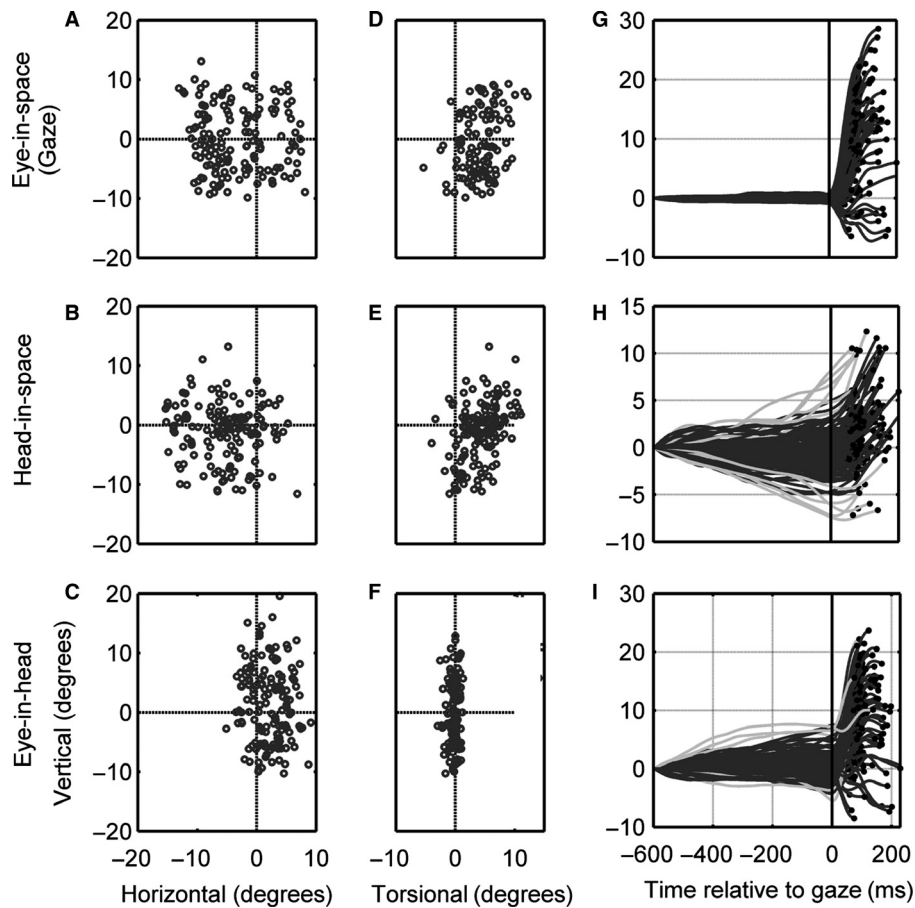 A
D
G
Eye-in-space
(Gaze)
20
10
0
−10
−20
30
20
10
0
−10
B
E
H
Head-in-space
20
10
0
−10
−20
15
10
5
0
−5
−10
C
F
I
Eye-in-head
Vertical (degrees)
20
10
0
−10
−20
30
20
10
0
−10
−20 −10 0 10
0 10
−600 −400 −200 0 200
Horizontal (degrees)
Torsional (degrees)
Time relative to gaze (ms)